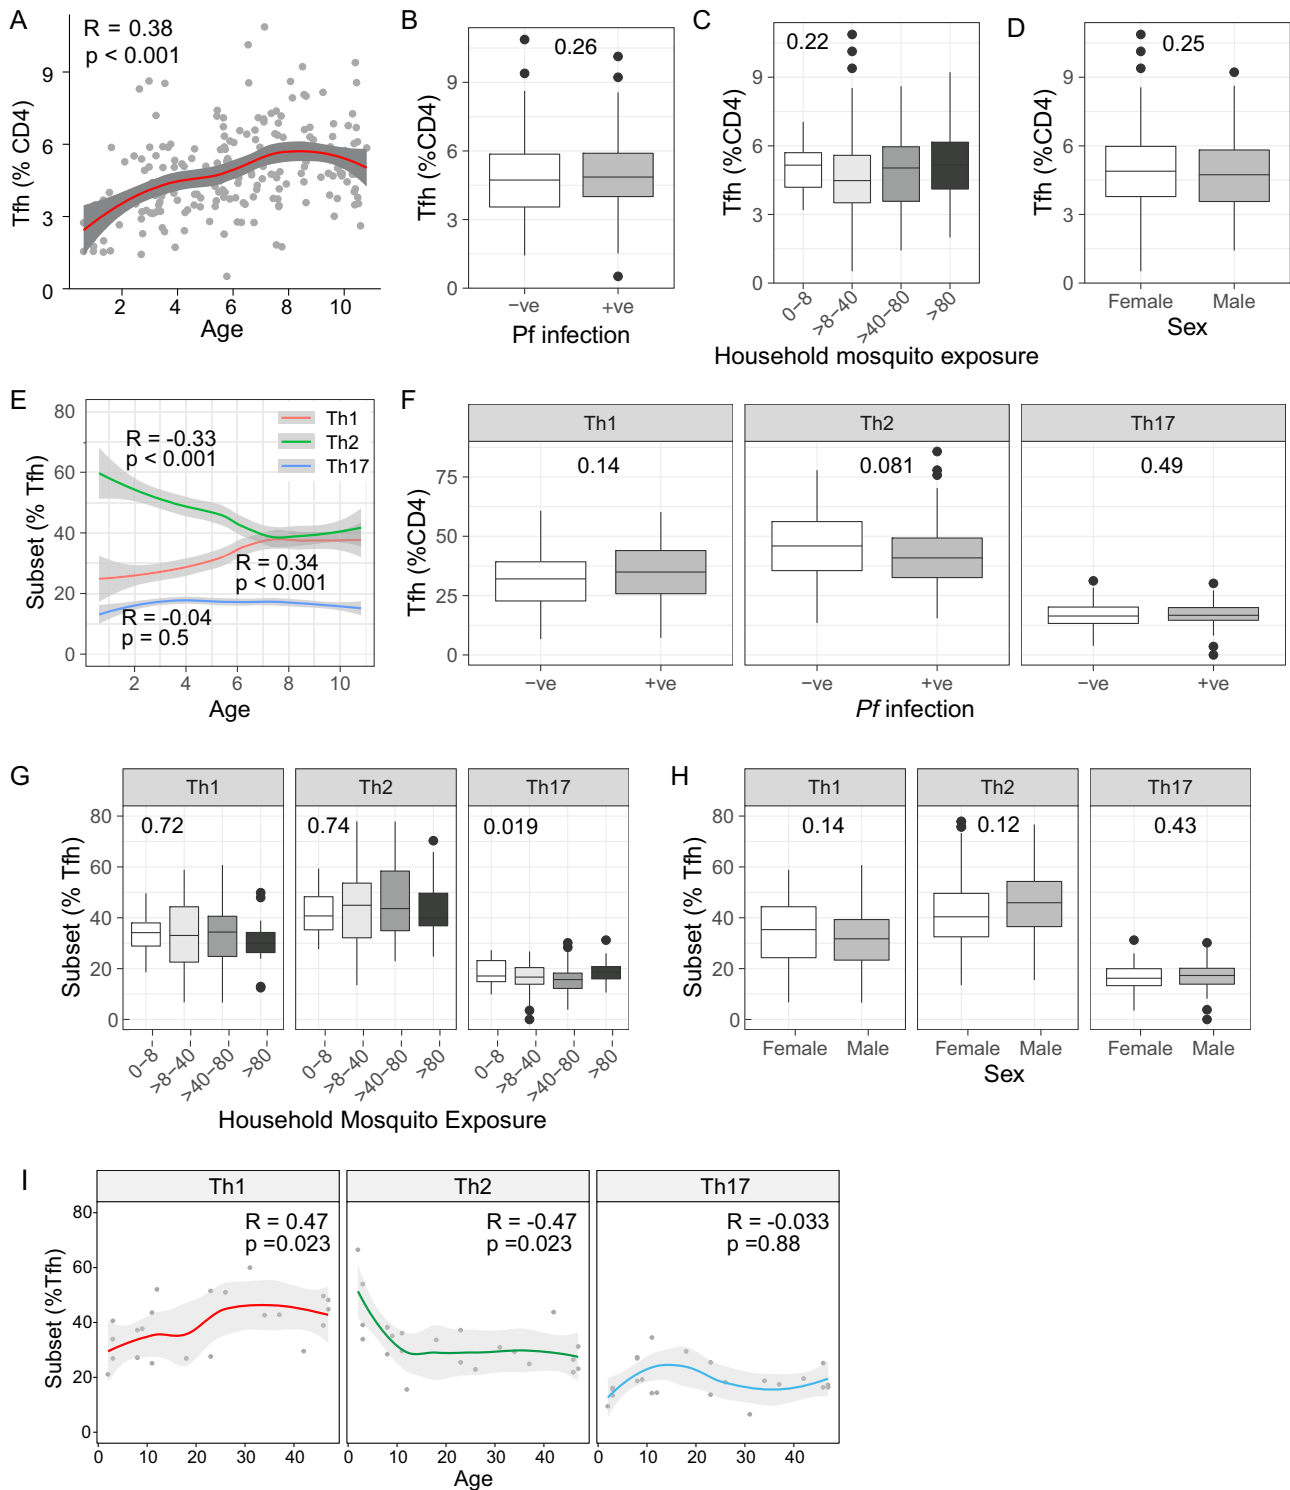 A
R = 0.38
p < 0.001
9
6
3
0
Tfh (% CD4)
2 4 6 8 10
Age
B
0.26
9
6
3
0
Tfh (%CD4)
−ve +ve
Pf infection
C
0.22
9
6
3
0
Tfh (%CD4)
0−8 >8−40 >40−80 >80
Household mosquito exposure
D
0.25
9
6
3
0
Tfh (%CD4)
Female Male
Sex
E
80
60
40
20
0
Subset (% Tfh)
Th1
Th2
Th17
R = -0.33
p < 0.001
R = 0.34
p < 0.001
R = -0.04
p = 0.5
2 4 6 8 10
Age
F
Th1 Th2 Th17
0.14 0.081 0.49
75
50
25
0
Tfh (%CD4)
−ve +ve −ve +ve −ve +ve
Pf infection
G
Th1 Th2 Th17
0.72 0.74 0.019
80
60
40
20
0
Subset (% Tfh)
0−8 >8−40 >40−80 >80 0−8 >8−40 >40−80 >80 0−8 >8−40 >40−80 >80
Household Mosquito Exposure
H
Th1 Th2 Th17
0.14 0.12 0.43
80
60
40
20
0
Subset (% Tfh)
Female Male Female Male Female Male
Sex
I
Th1 Th2 Th17
R = 0.47 R = -0.47 R = -0.033
p =0.023 p =0.023 p =0.88
80
60
40
20
0
Subset (%Tfh)
0 10 20 30 40 0 10 20 30 40 0 10 20 30 40
Age